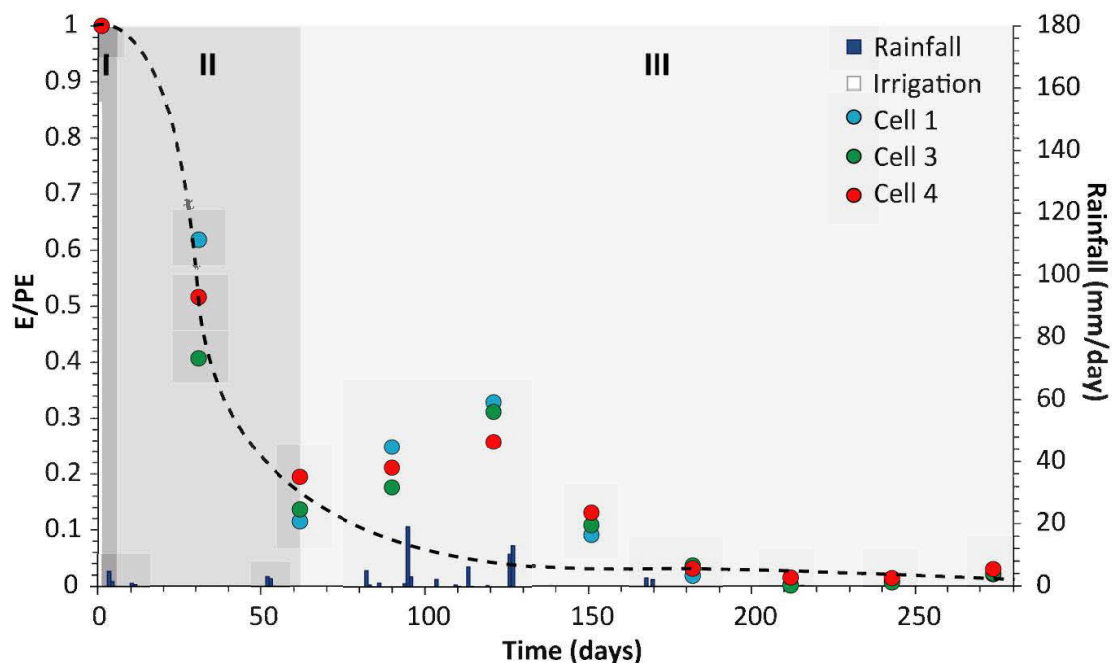 1
0.9
0.8
0.7
0.6
0.5
0.4
0.3
0.2
0.1
0
E/PE
I
II
III
Rainfall
Irrigation
Cell 1
Cell 3
Cell 4
180
160
140
120
100
80
60
40
20
0
Rainfall (mm/day)
0
50
100
150
200
250
Time (days)